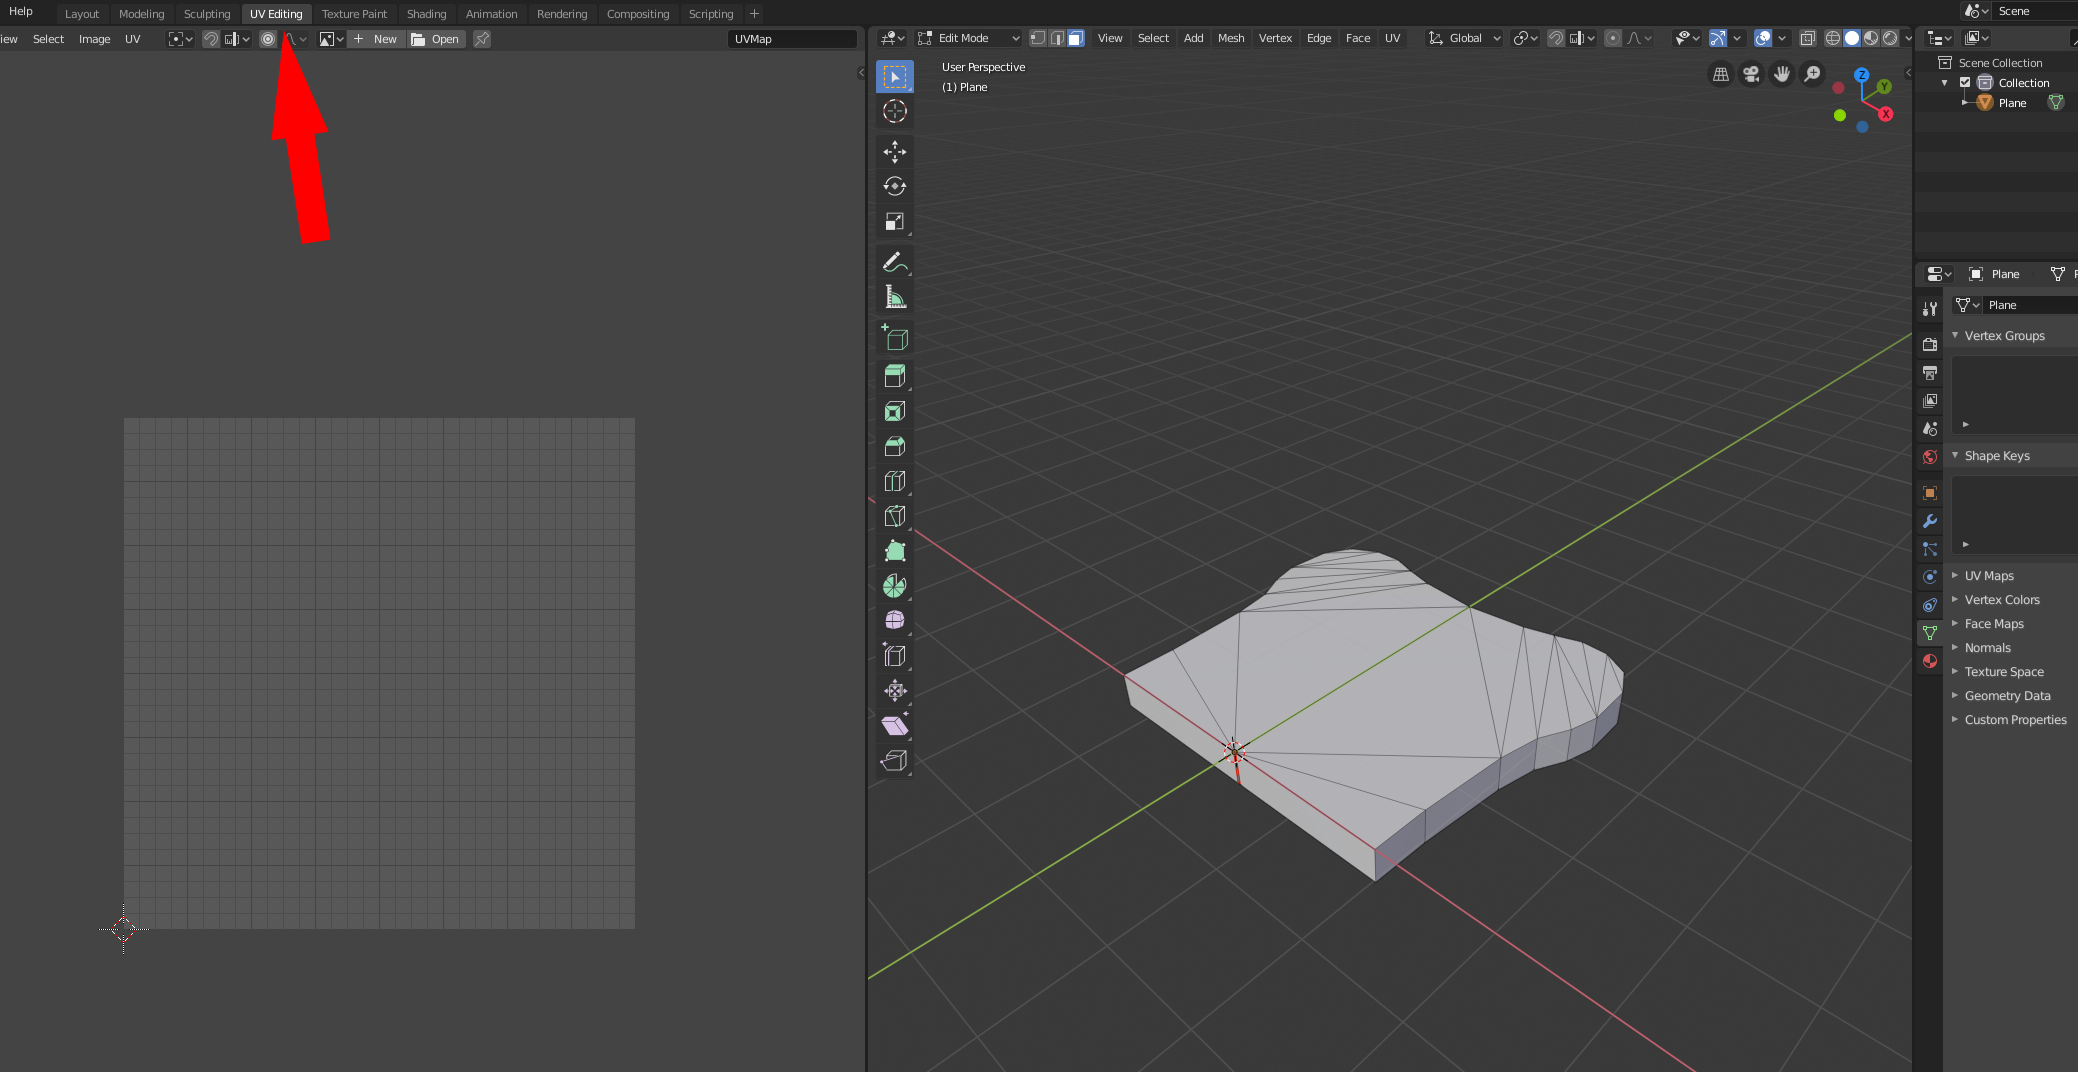 Help Layout Modeling Sculpting UV Editing Texture Paint Shading Animation Rendering Compositing Scripting + Scene
iew Select Image UV + New Open UVMap
Edit Mode View Select Add Mesh Vertex Edge Face UV Global
User Perspective
(1) Plane
Z
Y
X
Scene Collection
Collection
Plane
Plane
Plane
Vertex Groups
Shape Keys
UV Maps
Vertex Colors
Face Maps
Normals
Texture Space
Geometry Data
Custom Properties